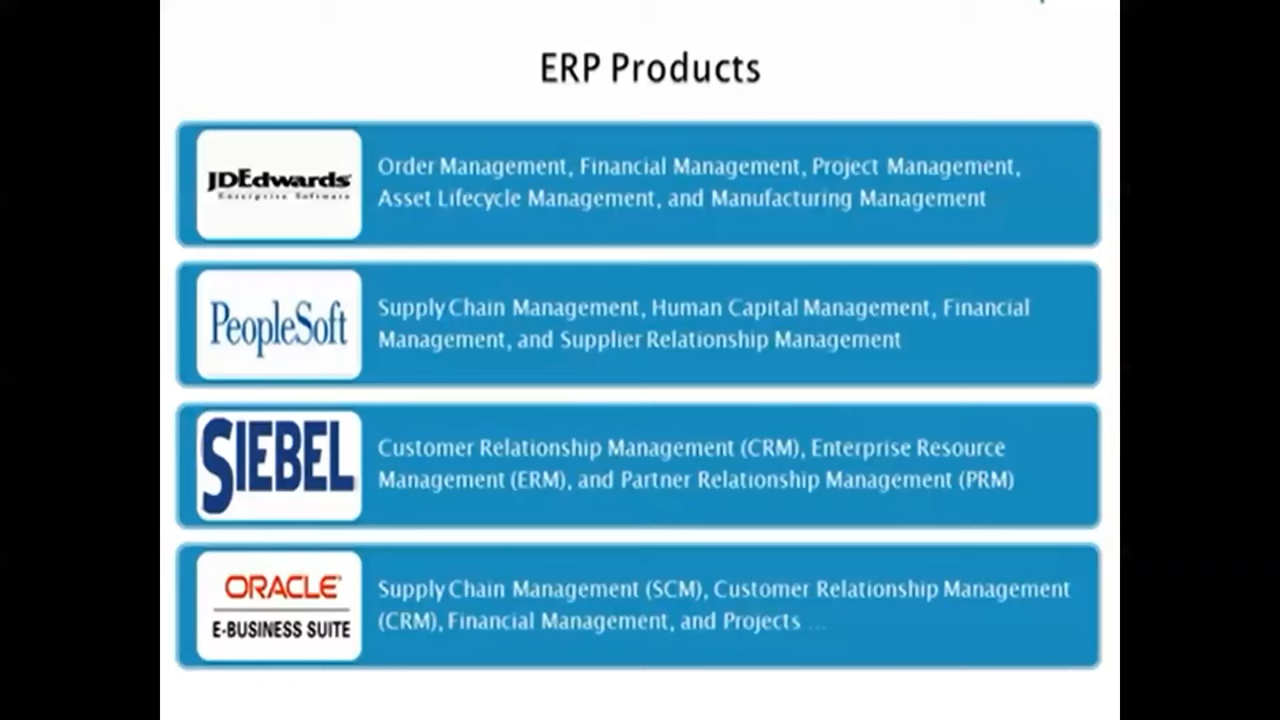 ERP Products
JDEdwards
Enterprise Software
Order Management, Financial Management, Project Management,
Asset Lifecycle Management, and Manufacturing Management
PeopleSoft
Supply Chain Management, Human Capital Management, Financial
Management, and Supplier Relationship Management
SIEBEL
Customer Relationship Management (CRM), Enterprise Resource
Management (ERM), and Partner Relationship Management (PRM)
ORACLE
E-BUSINESS SUITE
Supply Chain Management (SCM), Customer Relationship Management
(CRM), Financial Management, and Projects ...